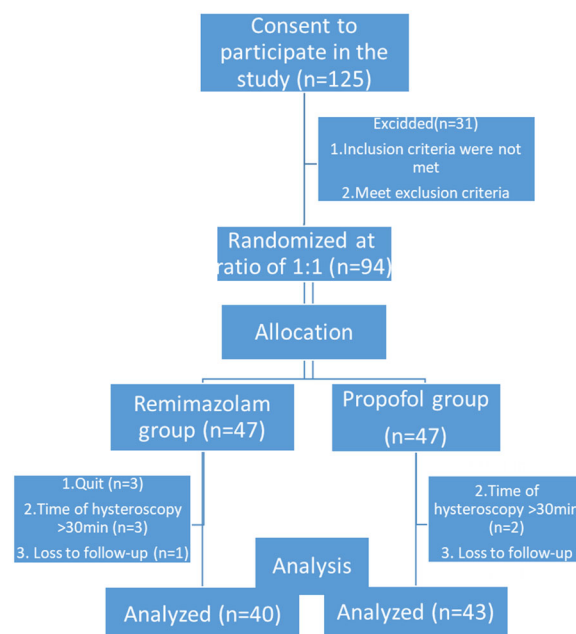 Consent to
participate in the
study (n=125)
Excidded(n=31)
1.Inclusion criteria were not
met
2.Meet exclusion criteria
Randomized at
ratio of 1:1 (n=94)
Allocation
Remimazolam
group (n=47)
Propofol group
(n=47)
1.Quit (n=3)
2.Time of hysteroscopy
>30min (n=3)
3. Loss to follow-up (n=1)
2.Time of
hysteroscopy >30min
(n=2)
3. Loss to follow-up
Analysis
Analyzed (n=40)
Analyzed (n=43)